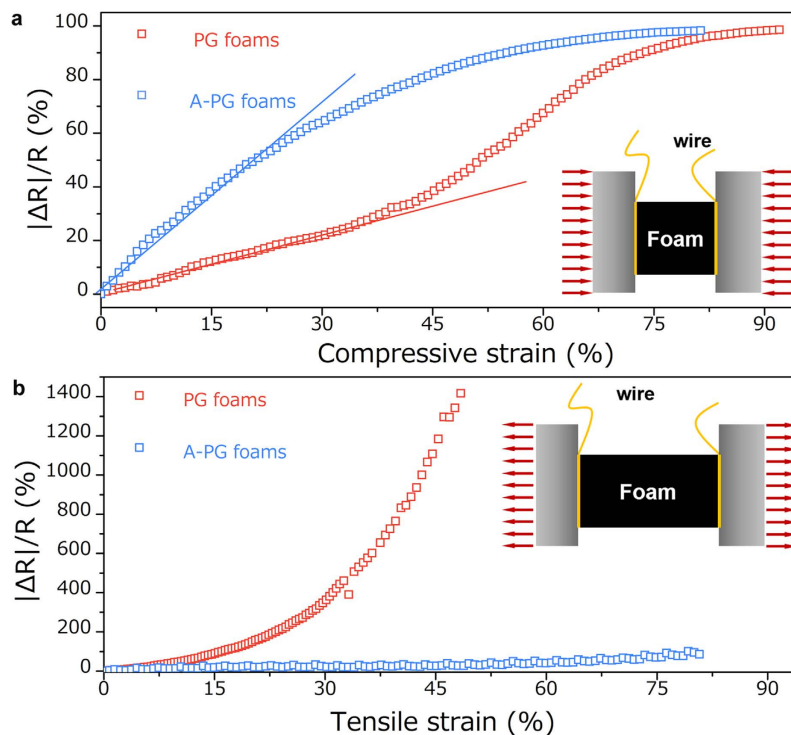 a
100
80
60
40
20
0
|ΔR|/R (%)
PG foams
A-PG foams
wire
Foam
0 15 30 45 60 75 90
Compressive strain (%)
b
1400
1200
1000
800
600
400
200
0
|ΔR|/R (%)
PG foams
A-PG foams
wire
Foam
0 15 30 45 60 75 90
Tensile strain (%)